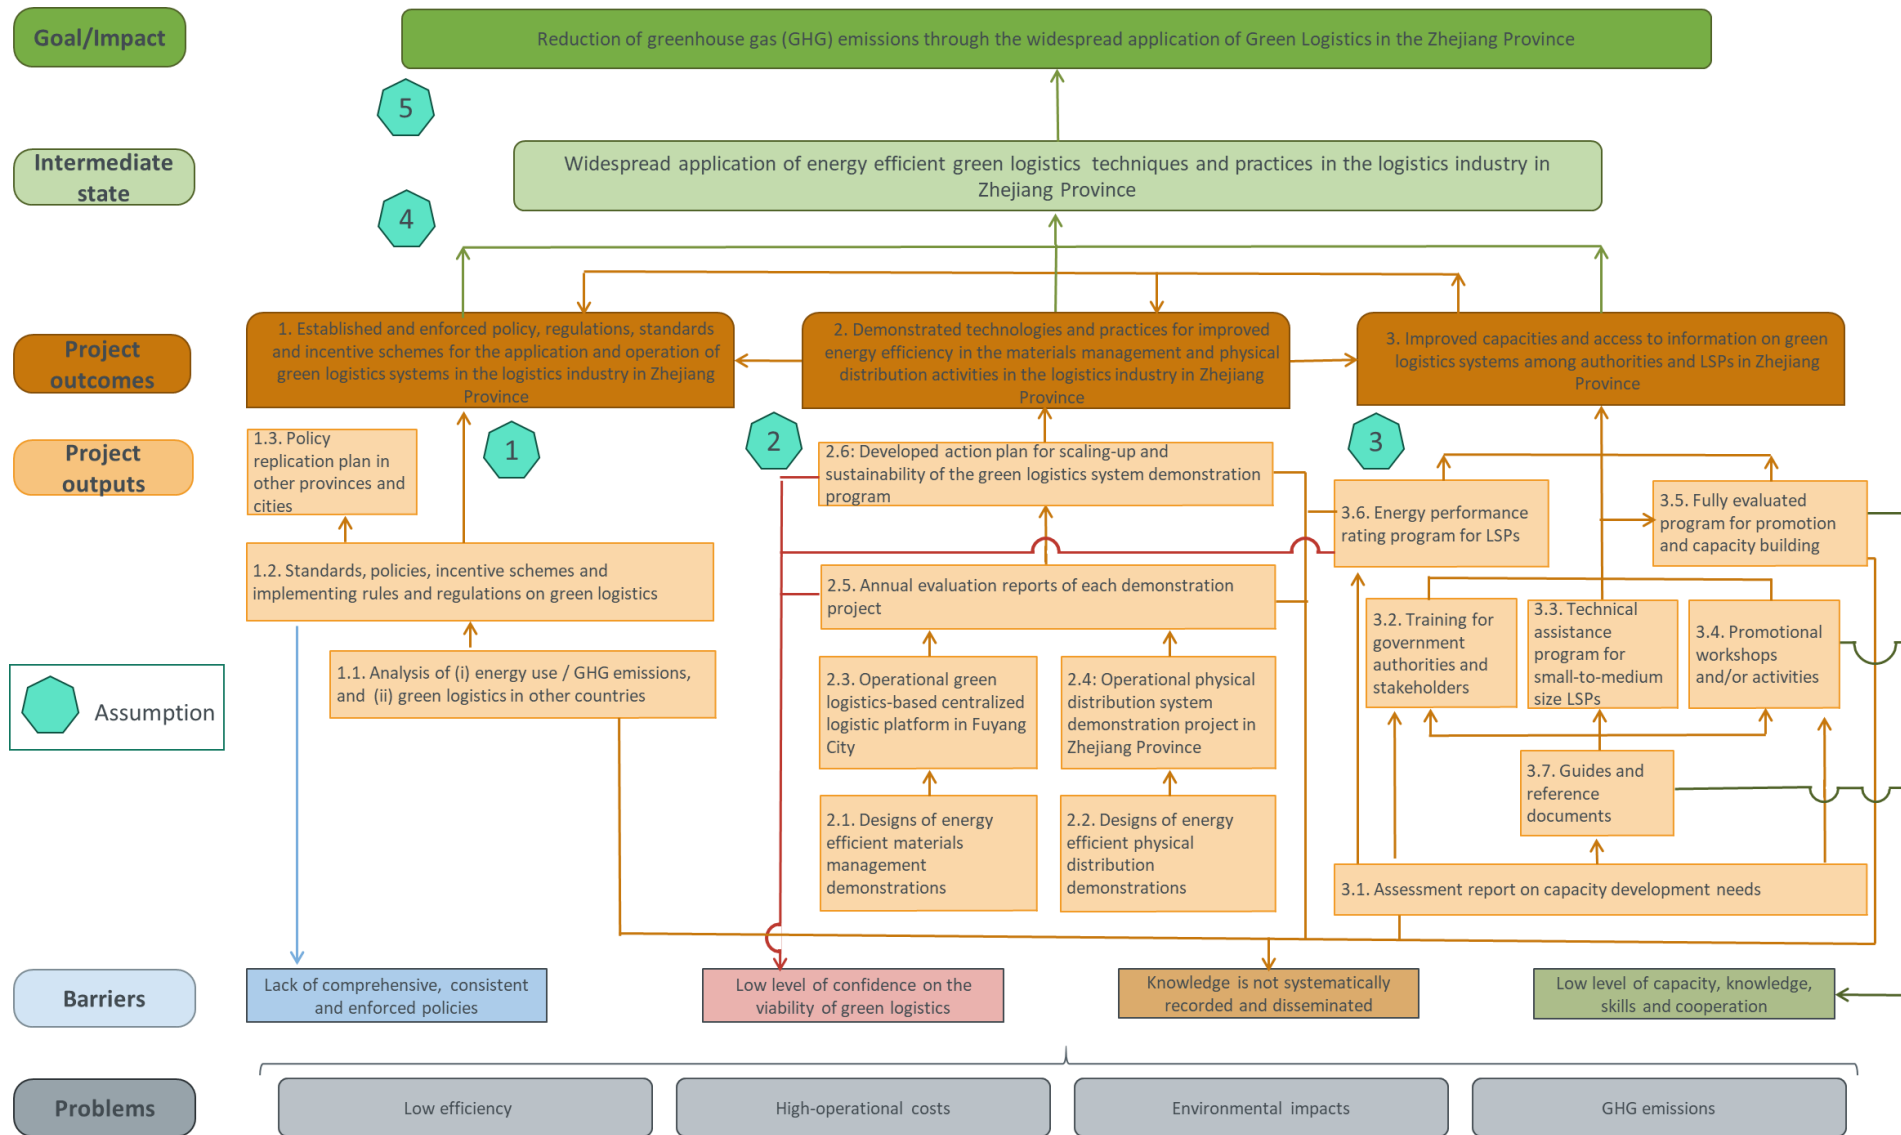 Goal/Impact
Reduction of greenhouse gas (GHG) emissions through the widespread application of Green Logistics in the Zhejiang Province
5
Intermediate
state
Widespread application of energy efficient green logistics techniques and practices in the logistics industry in
Zhejiang Province
4
Project
outcomes
1. Established and enforced policy, regulations, standards
and incentive schemes for the application and operation of
green logistics systems in the logistics industry in Zhejiang
Province
2. Demonstrated technologies and practices for improved
energy efficiency in the materials management and physical
distribution activities in the logistics industry in Zhejiang
Province
3. Improved capacities and access to information on green
logistics systems among authorities and LSPs in Zhejiang
Province
Project
outputs
1.3. Policy
replication plan in
other provinces and
cities
1
2
2.6: Developed action plan for scaling-up and
sustainability of the green logistics system demonstration
program
3
3.6. Energy performance
rating program for LSPs
3.5. Fully evaluated
program for promotion
and capacity building
1.2. Standards, policies, incentive schemes and
implementing rules and regulations on green logistics
2.5. Annual evaluation reports of each demonstration
project
3.2. Training for
government
authorities and
stakeholders
3.3. Technical
assistance
program for
small-to-medium
size LSPs
3.4. Promotional
workshops
and/or activities
1.1. Analysis of (i) energy use / GHG emissions,
and (ii) green logistics in other countries
2.3. Operational green
logistics-based centralized
logistic platform in Fuyang
City
2.4: Operational physical
distribution system
demonstration project in
Zhejiang Province
Assumption
3.7. Guides and
reference
documents
2.1. Designs of energy
efficient materials
management
demonstrations
2.2. Designs of energy
efficient physical
distribution
demonstrations
3.1. Assessment report on capacity development needs
Barriers
Lack of comprehensive, consistent
and enforced policies
Low level of confidence on the
viability of green logistics
Knowledge is not systematically
recorded and disseminated
Low level of capacity, knowledge,
skills and cooperation
Problems
Low efficiency
High-operational costs
Environmental impacts
GHG emissions